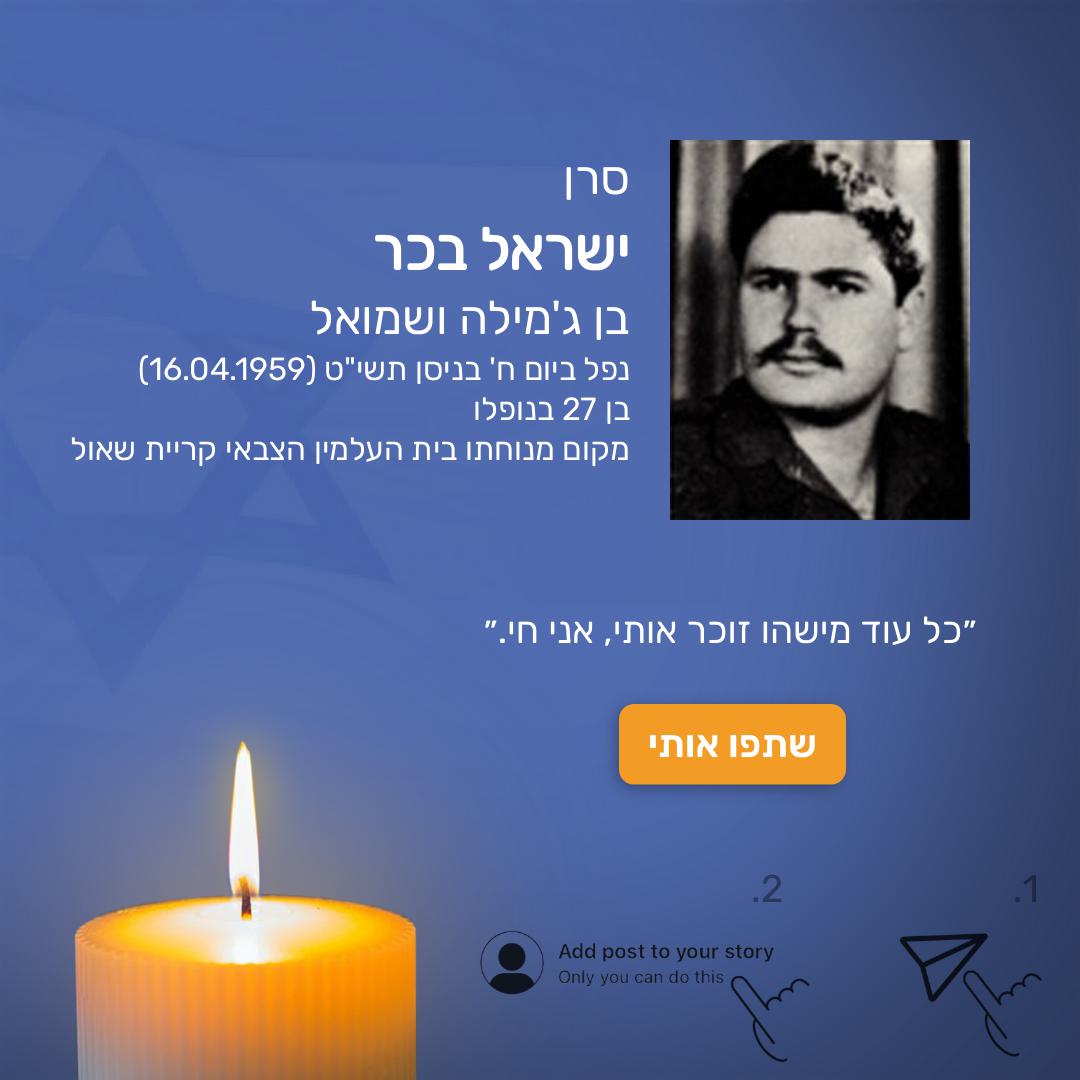 סרן
ישראל בכר
בן ג'מילה ושמואל
נפל ביום ח' בניסן תשי"ט (16.04.1959)
בן 27 בנופלו
מקום מנוחתו בית העלמין הצבאי קריית שאול
״כל עוד מישהו זוכר אותי, אני חי.״
שתפו אותי
1.
2.
Add post to your story
Only you can do this